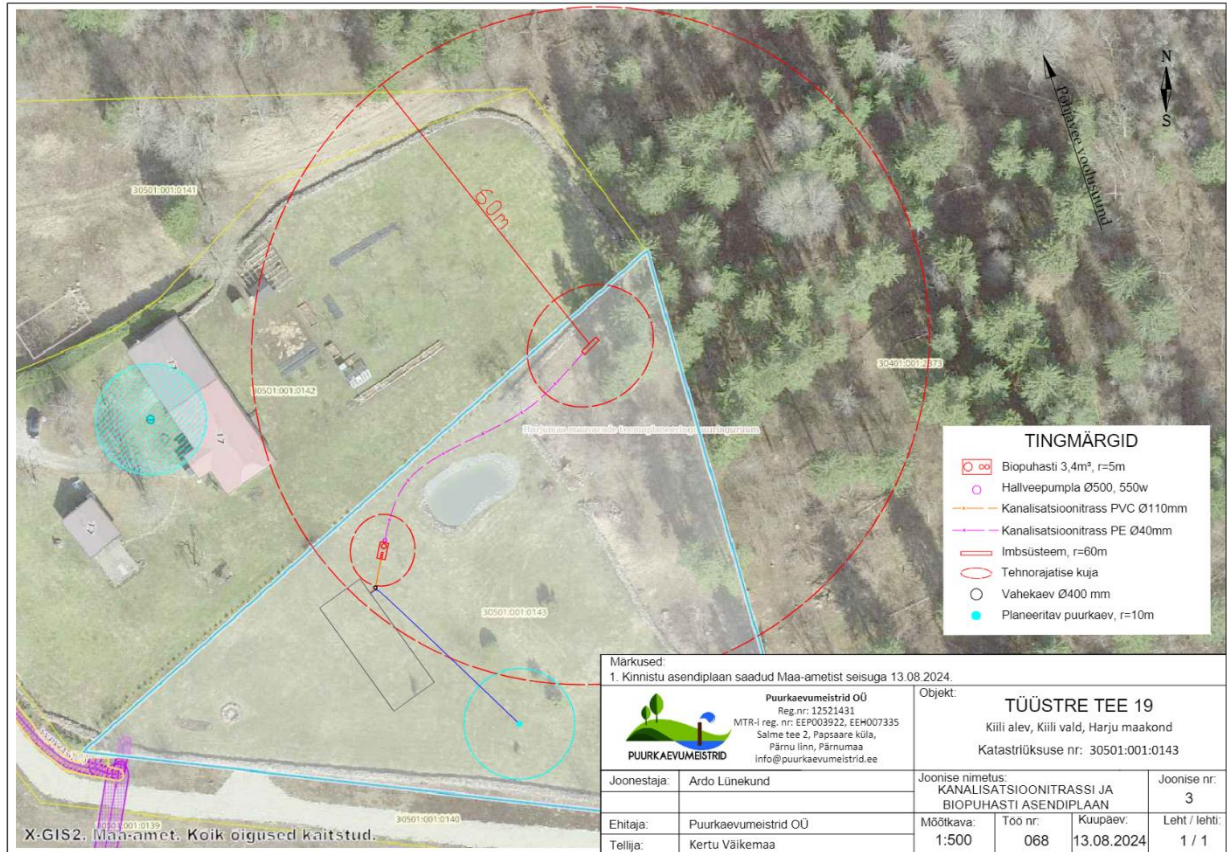 N
S
Põhjavee voolusuund
30501:001:0141
60m
30501:001:0142
17
17
30401:001:2373
30501:001:0143
TINGMÄRGID
Biopuhasti 3,4m³, r=5m
Hallveepumpla Ø500, 550w
Kanalisatsioonitrass PVC Ø110mm
Kanalisatsioonitrass PE Ø40mm
Imbsüsteem, r=60m
Tehnorajatise kuja
Vahekaev Ø400 mm
Planeeritav puurkaev, r=10m
30501:001:0140
X-GIS2. Maa-amet. Koik oigused kaitstud.
Märkused:
1. Kinnistu asendiplaan saadud Maa-ametist seisuga 13.08.2024.
PUURKAEVUMEISTRID
Puurkaevumeistrid OÜ
Reg.nr: 12521431
MTR-i reg. nr: EEP003922, EEH007335
Salme tee 2, Papsaare küla,
Pärnu linn, Pärnumaa
info@puurkaevumeistrid.ee
Objekt:
TÜÜSTRE TEE 19
Kiili alev, Kiili vald, Harju maakond
Katastriüksuse nr: 30501:001:0143
Joonestaja: Ardo Lünekund
Joonise nimetus:
KANALISATSIOONITRASSI JA
BIOPUHASTI ASENDIPLAAN
Joonise nr:
3
Ehitaja: Puurkaevumeistrid OÜ
Tellija: Kertu Väikemaa
Mõõtkava:
1:500
Töö nr:
068
Kuupäev:
13.08.2024
Leht / lehti:
1 / 1